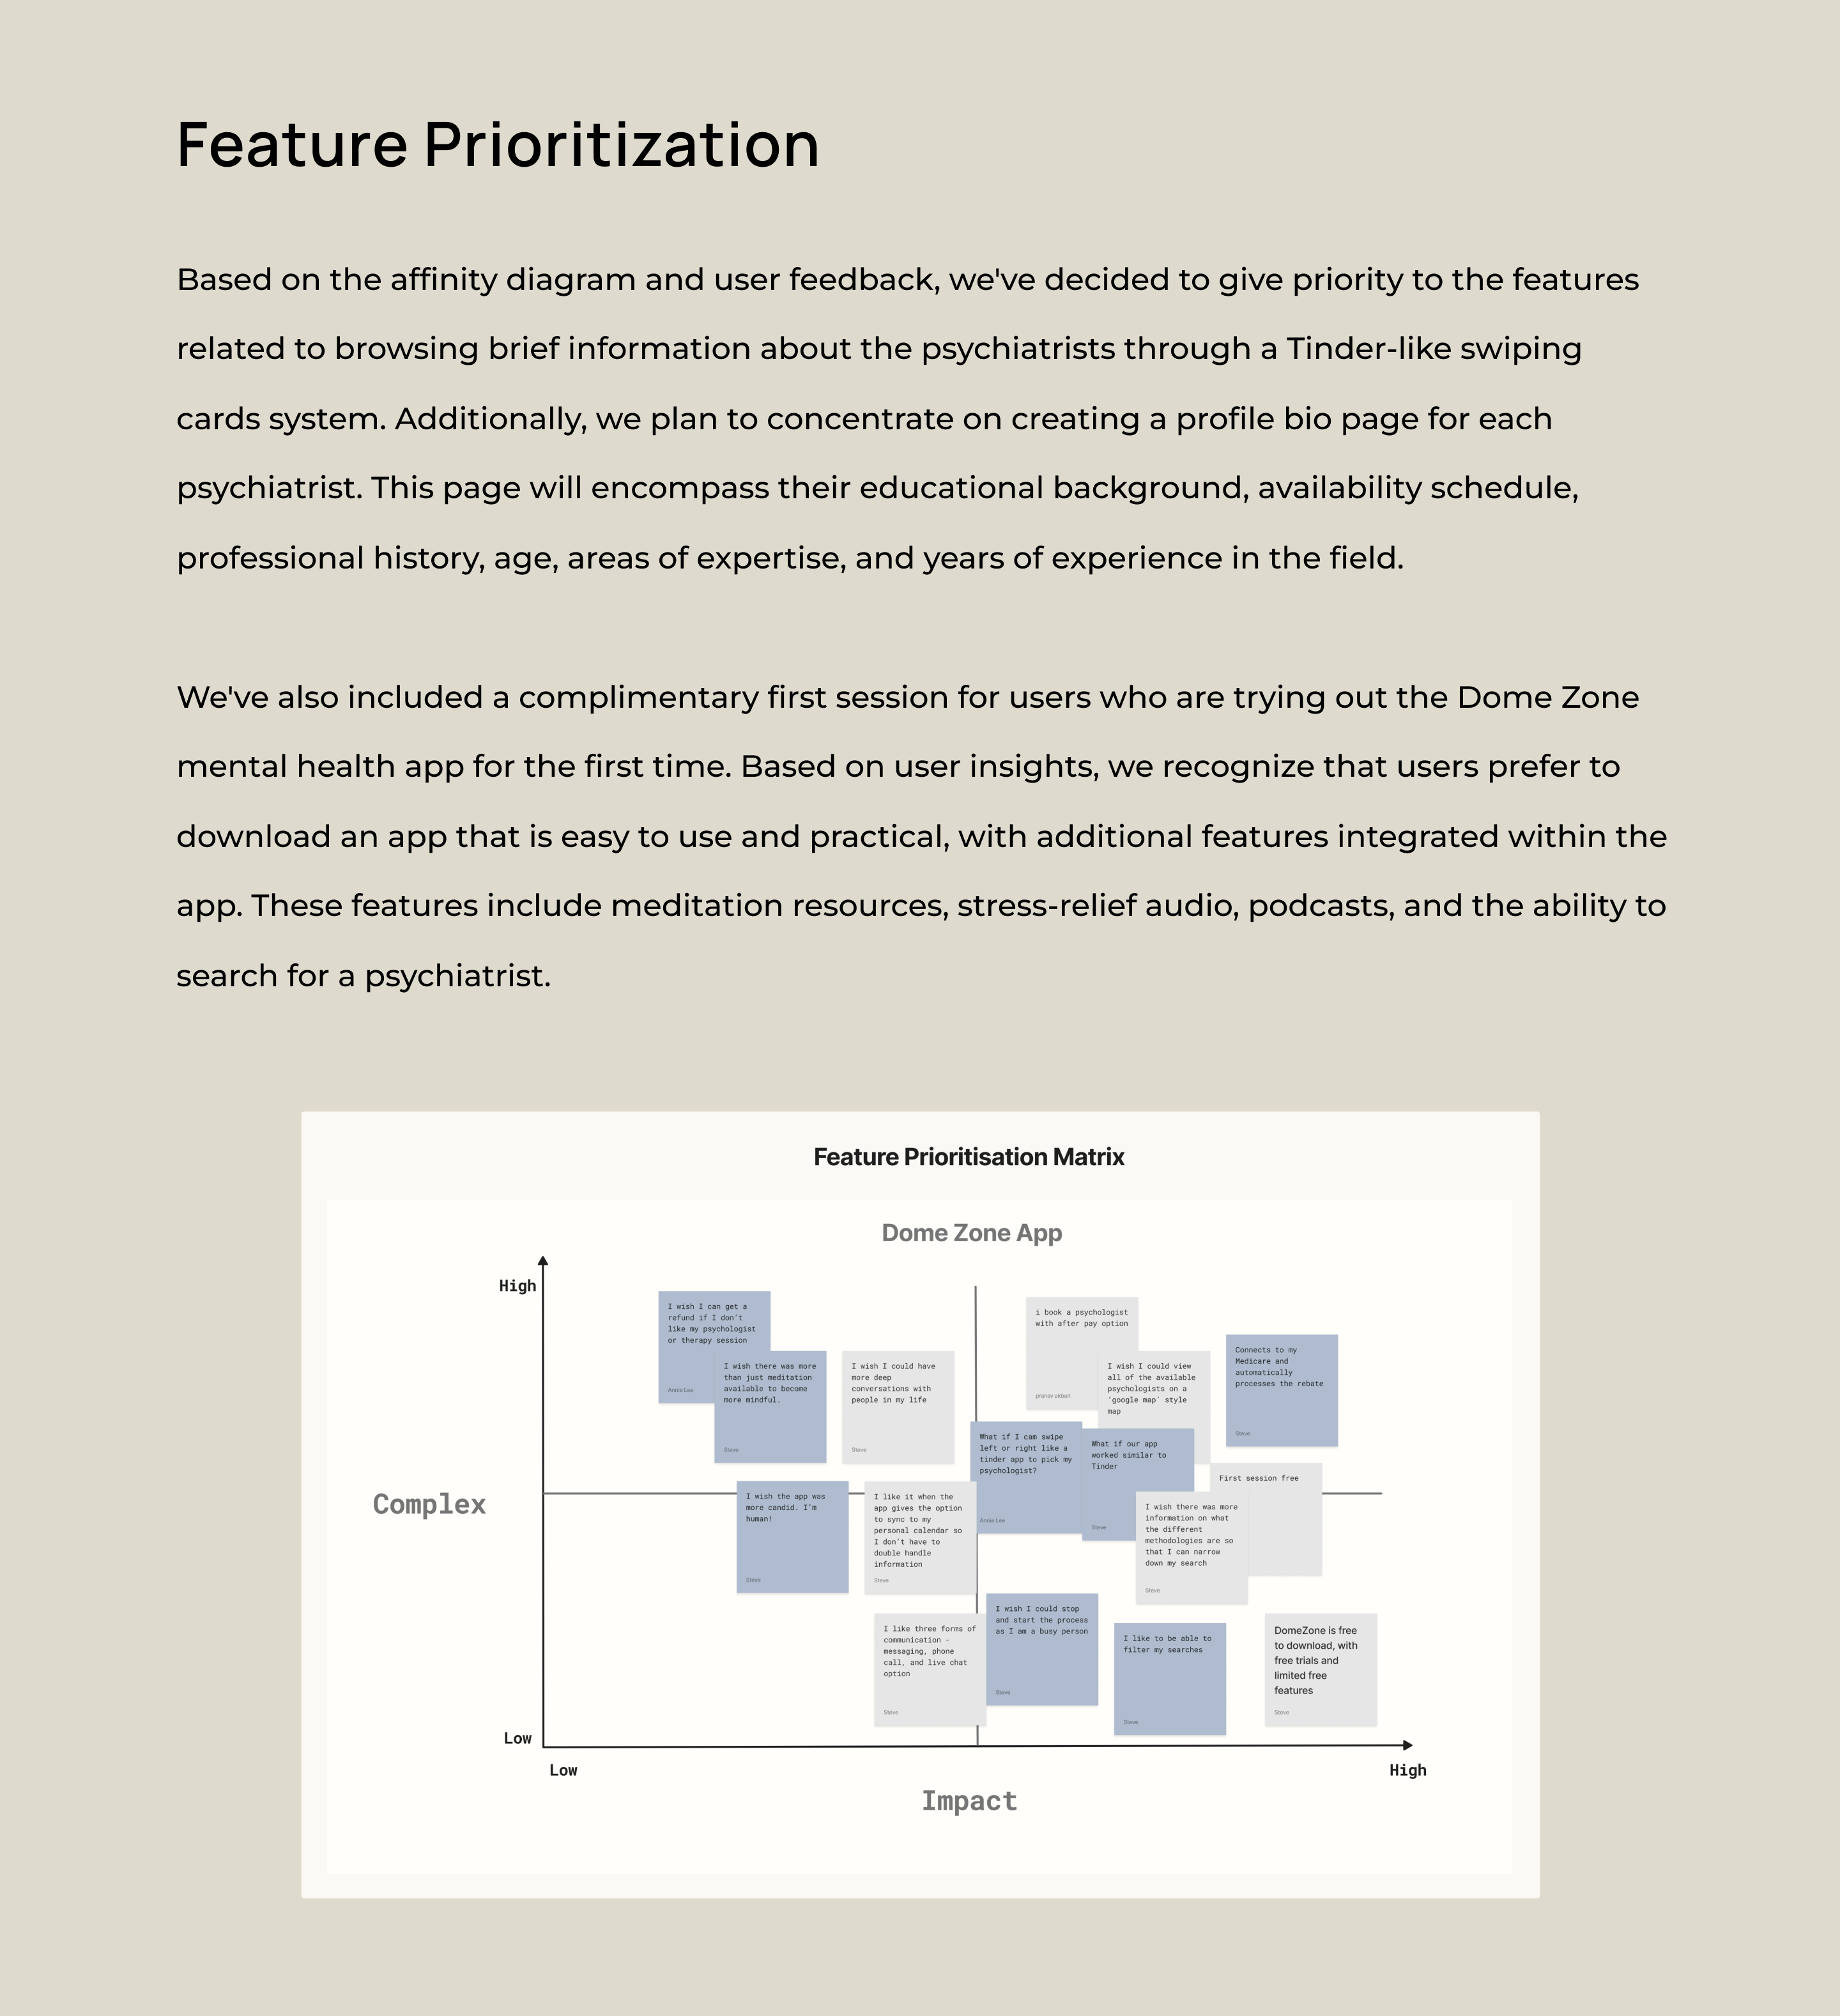 Feature Prioritization
Based on the affinity diagram and user feedback, we've decided to give priority to the features
related to browsing brief information about the psychiatrists through a Tinder-like swiping
cards system. Additionally, we plan to concentrate on creating a profile bio page for each
psychiatrist. This page will encompass their educational background, availability schedule,
professional history, age, areas of expertise, and years of experience in the field.
We've also included a complimentary first session for users who are trying out the Dome Zone
mental health app for the first time. Based on user insights, we recognize that users prefer to
download an app that is easy to use and practical, with additional features integrated within the
app. These features include meditation resources, stress-relief audio, podcasts, and the ability to
search for a psychiatrist.
Feature Prioritisation Matrix
Dome Zone App
High
I wish I can get a
refund if I don't
like my psychologist
or therapy session
Annie Lee
I wish there was more
than just meditation
available to become
more mindful.
Steve
I wish I could have
more deep
conversations with
people in my life
Steve
i book a psychologist
with after pay option
pranav akbari
I wish I could view
all of the available
psychologists on a
'google map' style
map
Connects to my
Medicare and
automatically
processes the rebate
Steve
What if I cam swipe
left or right like a
tinder app to pick my
psychologist?
Annie Lee
What if our app
worked similar to
Tinder
Steve
First session free
Complex
I wish the app was
more candid. I'm
human!
Steve
I like it when the
app gives the option
to sync to my
personal calendar so
I don't have to
double handle
information
Steve
I wish there was more
information on what
the different
methodologies are so
that I can narrow
down my search
Steve
I like three forms of
communication -
messaging, phone
call, and live chat
option
Steve
I wish I could stop
and start the process
as I am a busy person
Steve
I like to be able to
filter my searches
Steve
DomeZone is free
to download, with
free trials and
limited free
features
Steve
Low
Low
High
Impact